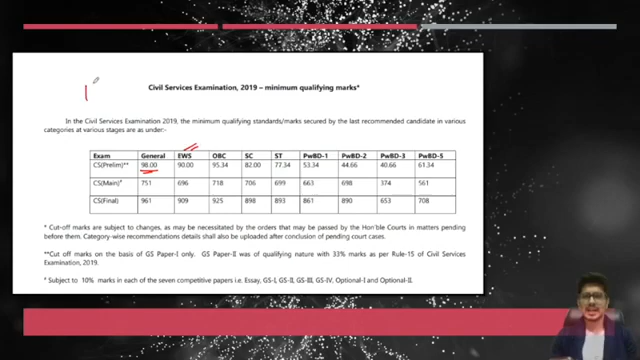 Civil Services Examination, 2019 – minimum qualifying marks*
In the Civil Services Examination 2019, the minimum qualifying standards/marks secured by the last recommended candidate in various
categories at various stages are as under:-
Exam General EWS OBC SC ST PwBD-1 PwBD-2 PwBD-3 PwBD-5
CS(Prelim)** 98.00 90.00 95.34 82.00 77.34 53.34 44.66 40.66 61.34
CS(Main)# 751 696 718 706 699 663 698 374 561
CS(Final) 961 909 925 898 893 861 890 653 708
* Cut-off marks are subject to changes, as may be necessitated by the orders that may be passed by the Hon'ble Courts in matters pending
before them. Category-wise recommendations details shall also be uploaded after conclusion of pending court cases.
**Cut off marks on the basis of GS Paper-I only. GS Paper-II was of qualifying nature with 33% marks as per Rule-15 of Civil Services
Examination, 2019.
# Subject to 10% marks in each of the seven competitive papers i.e. Essay, GS-I, GS-II, GS-III, GS-IV, Optional-I and Optional-II.